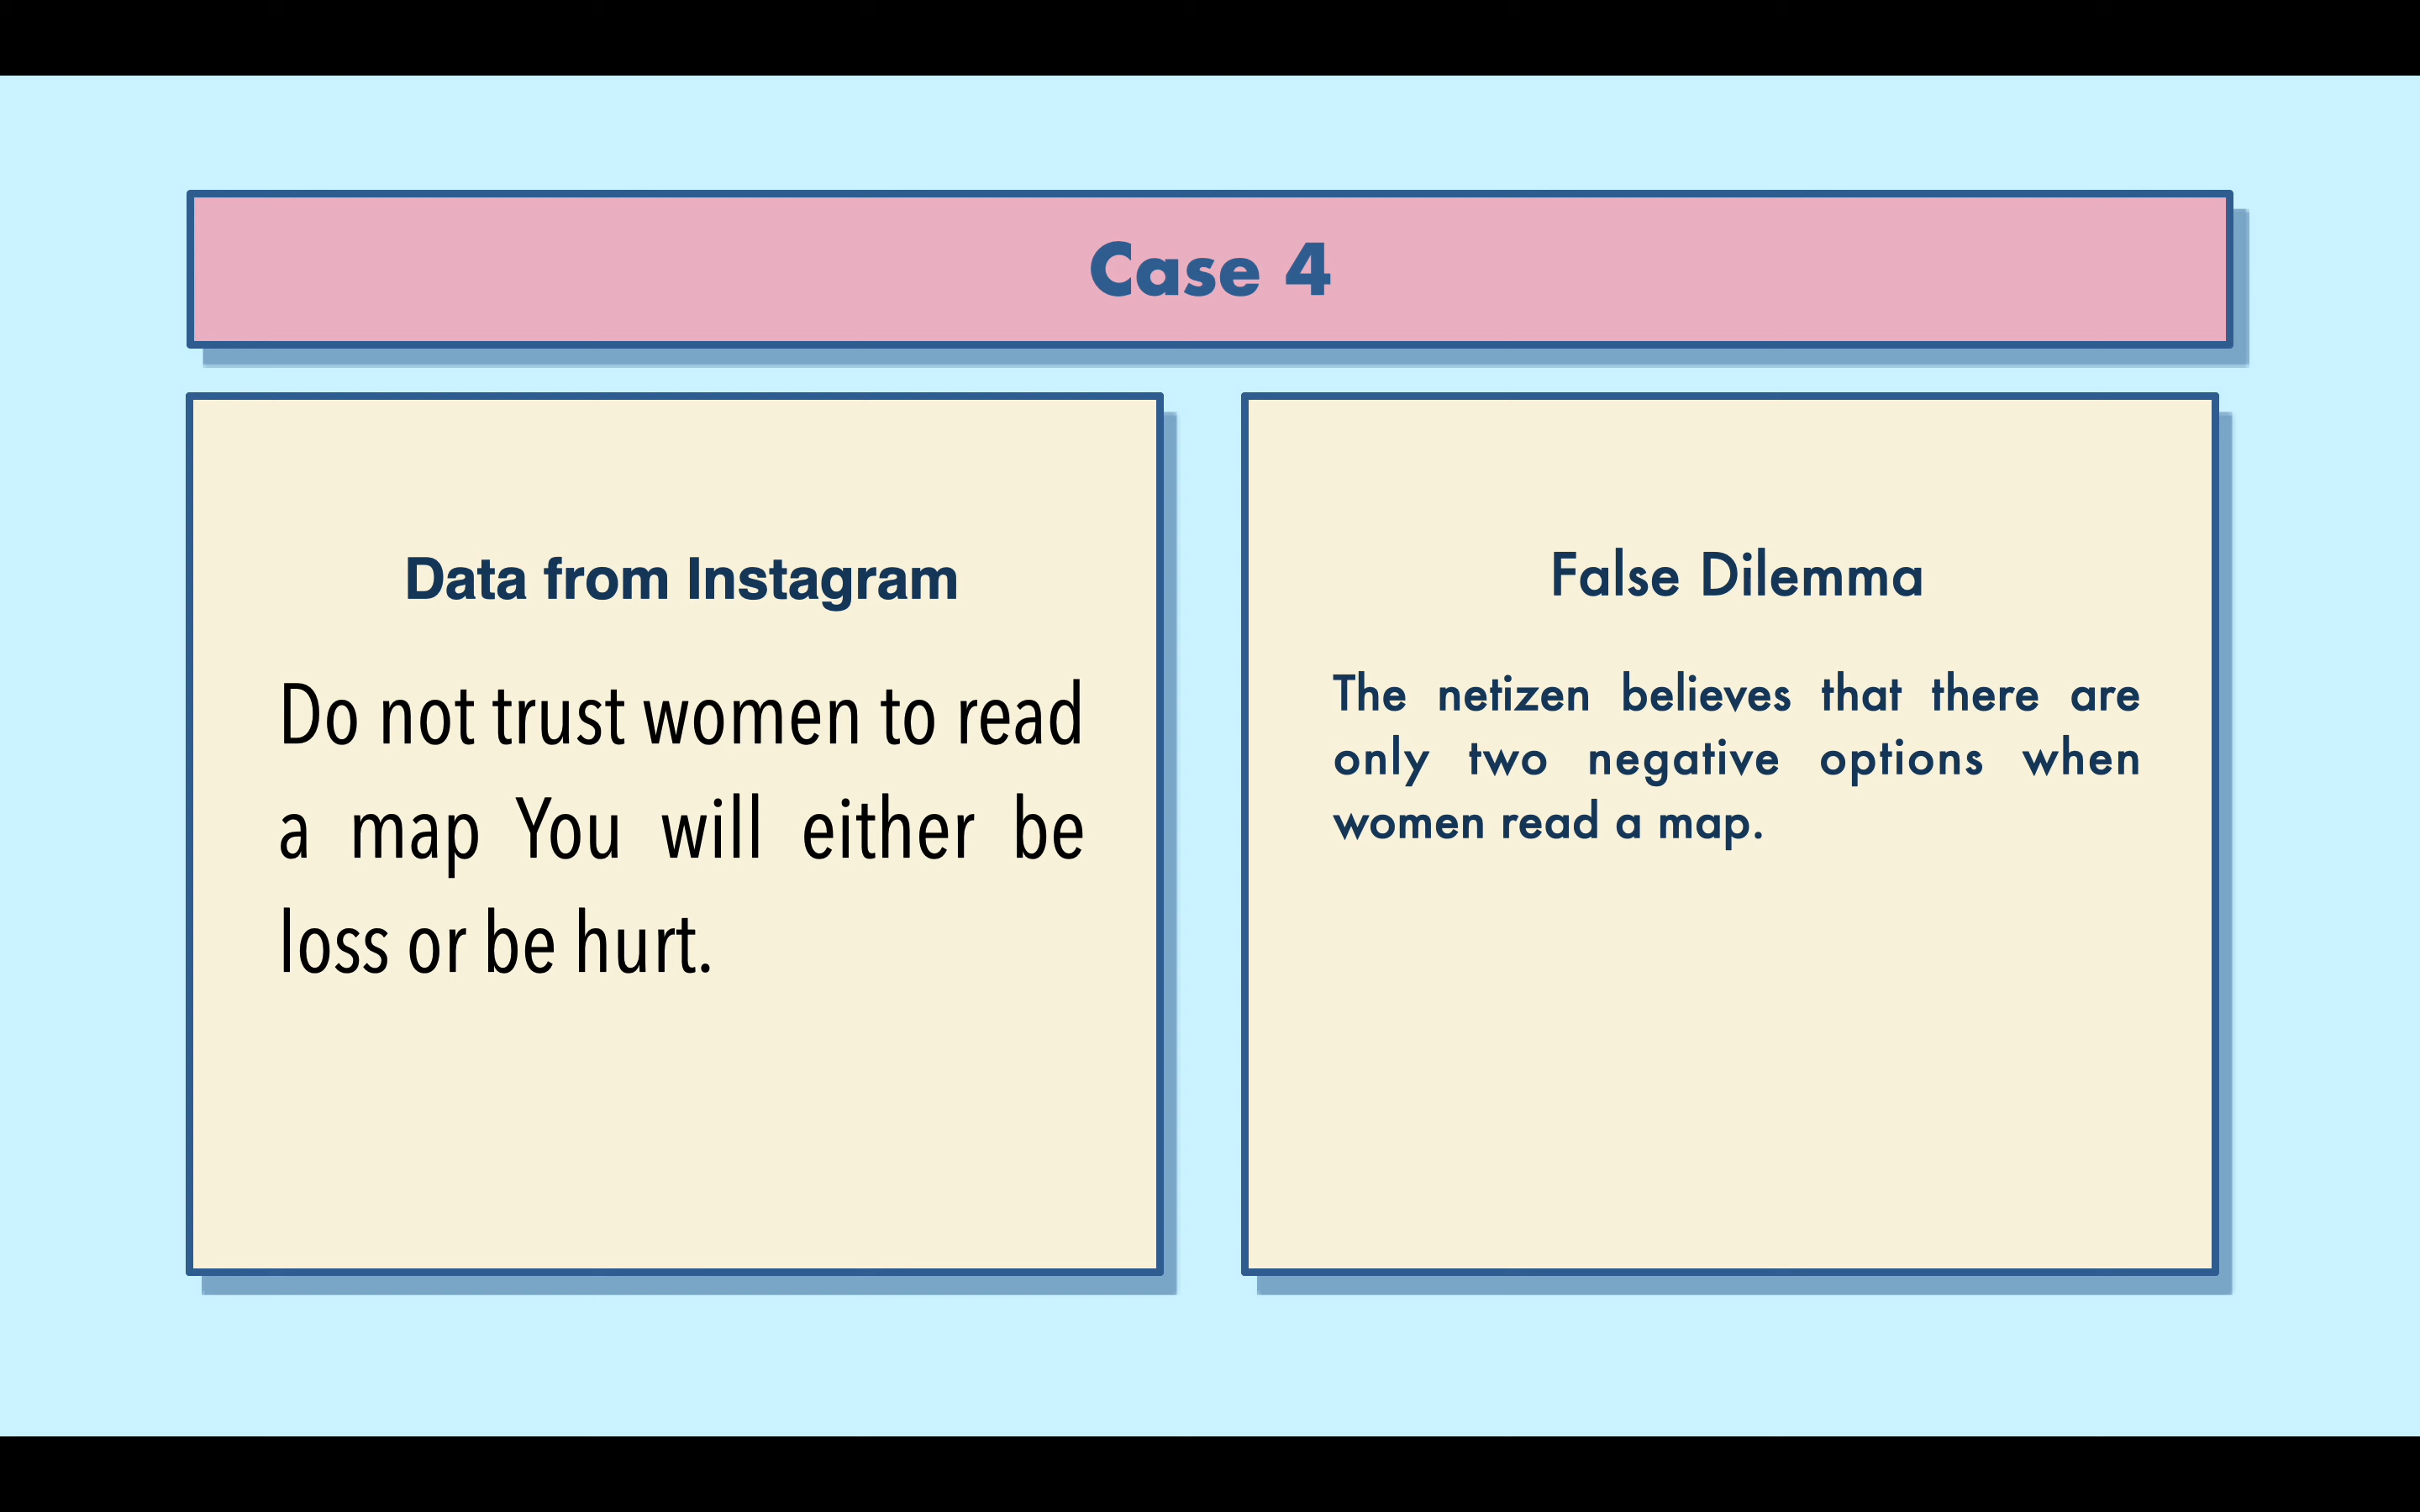 Case 4
Data from Instagram
Do not trust women to read
a map You will either be
loss or be hurt.
False Dilemma
The netizen believes that there are
only two negative options when
women read a map.